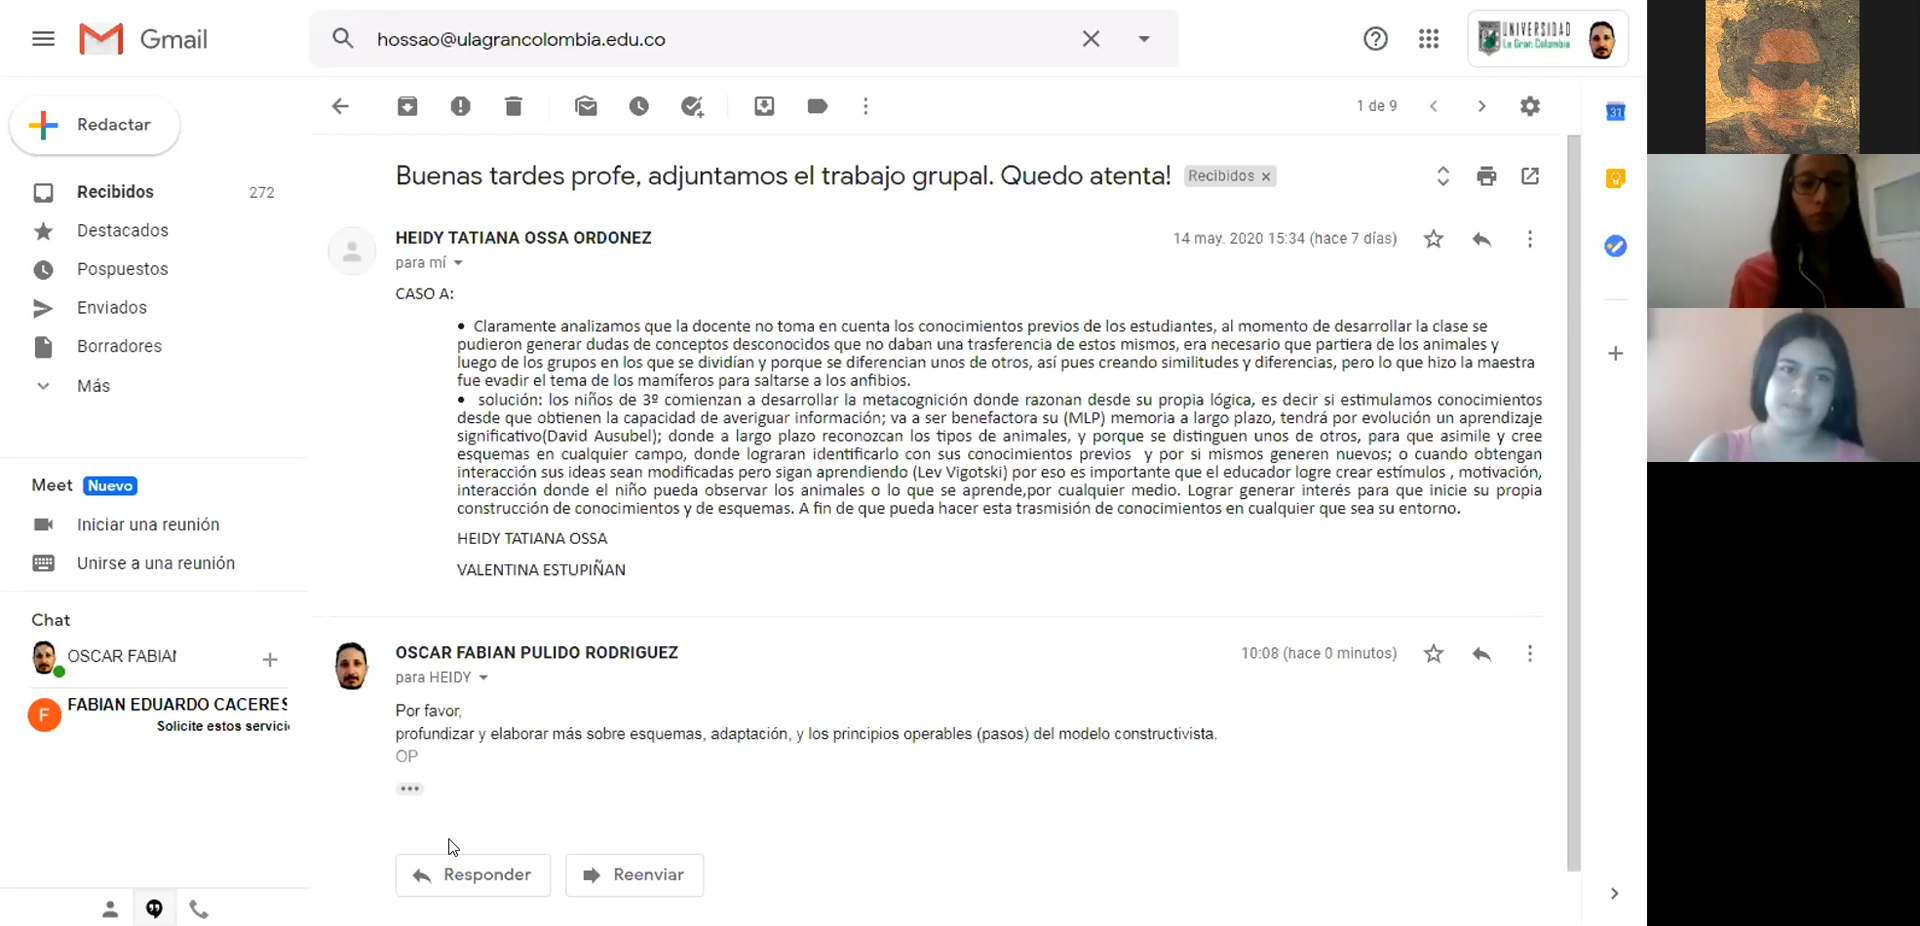 Gmail
hossao@ulagrancolombia.edu.co
UNIVERSIDAD
La Gran Colombia
Redactar
1 de 9
31
Recibidos 272
Destacados
Pospuestos
Enviados
Borradores
Más
Buenas tardes profe, adjuntamos el trabajo grupal. Quedo atenta! Recibidos x
HEIDY TATIANA OSSA ORDONEZ
14 may. 2020 15:34 (hace 7 días)
para mí
CASO A:
• Claramente analizamos que la docente no toma en cuenta los conocimientos previos de los estudiantes, al momento de desarrollar la clase se
pudieron generar dudas de conceptos desconocidos que no daban una trasferencia de estos mismos, era necesario que partiera de los animales y
luego de los grupos en los que se dividían y porque se diferencian unos de otros, así pues creando similitudes y diferencias, pero lo que hizo la maestra
fue evadir el tema de los mamíferos para saltarse a los anfibios.
• solución: los niños de 3º comienzan a desarrollar la metacognición donde razonan desde su propia lógica, es decir si estimulamos conocimientos
desde que obtienen la capacidad de averiguar información; va a ser benefactora su (MLP) memoria a largo plazo, tendrá por evolución un aprendizaje
significativo(David Ausubel); donde a largo plazo reconozcan los tipos de animales, y porque se distinguen unos de otros, para que asimile y cree
esquemas en cualquier campo, donde lograran identificarlo con sus conocimientos previos y por si mismos generen nuevos; o cuando obtengan
interacción sus ideas sean modificadas pero sigan aprendiendo (Lev Vigotski) por eso es importante que el educador logre crear estímulos , motivación,
interacción donde el niño pueda observar los animales o lo que se aprende,por cualquier medio. Lograr generar interés para que inicie su propia
construcción de conocimientos y de esquemas. A fin de que pueda hacer esta trasmisión de conocimientos en cualquier que sea su entorno.
HEIDY TATIANA OSSA
VALENTINA ESTUPIÑAN
Meet Nuevo
Iniciar una reunión
Unirse a una reunión
Chat
OSCAR FABIAN
F
FABIAN EDUARDO CACERES
Solicite estos servicio
OSCAR FABIAN PULIDO RODRIGUEZ
10:08 (hace 0 minutos)
para HEIDY
Por favor,
profundizar y elaborar más sobre esquemas, adaptación, y los principios operables (pasos) del modelo constructivista.
OP
Responder
Reenviar